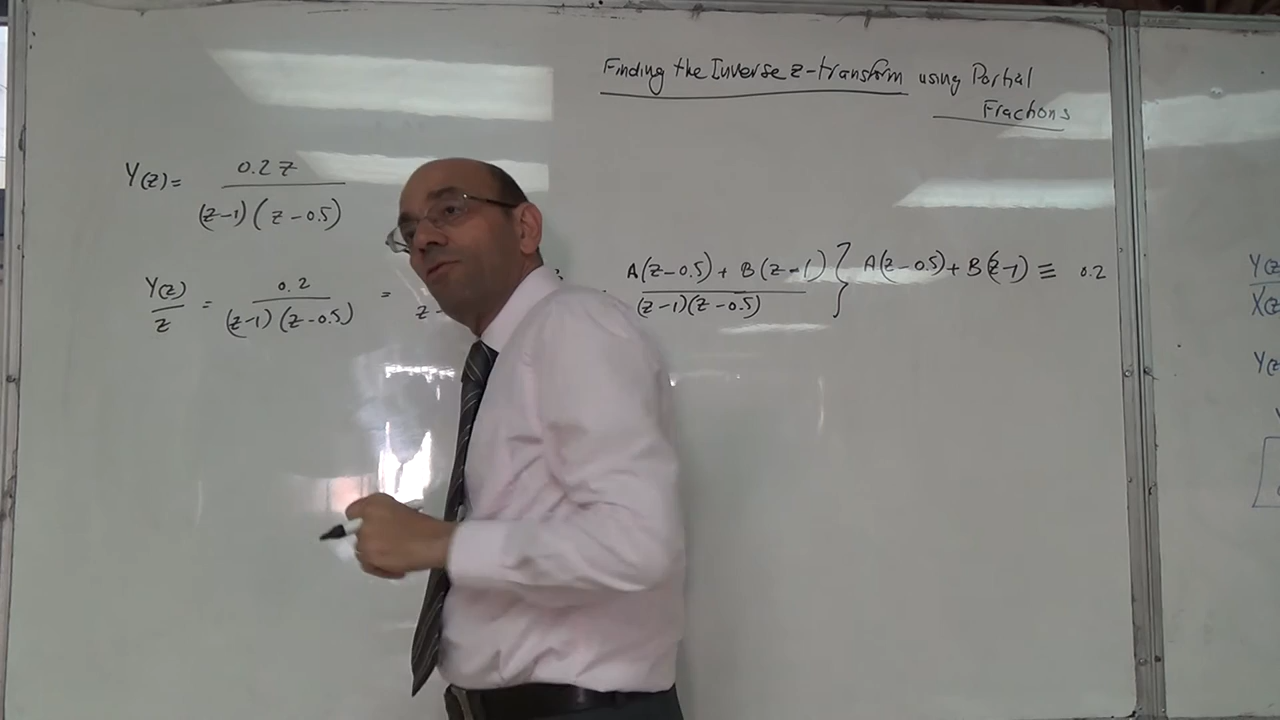 Finding the Inverse z-transform using Partial
Fractions
Y(z) = 0.2 z
(z-1)(z-0.5)
Y(z)/z = 0.2/((z-1)(z-0.5)) = A(z-0.5) + B(z-1)/((z-1)(z-0.5)) } A(z-0.5) + B(z-1) ≡ 0.2
Y(z
X(z
Y(z